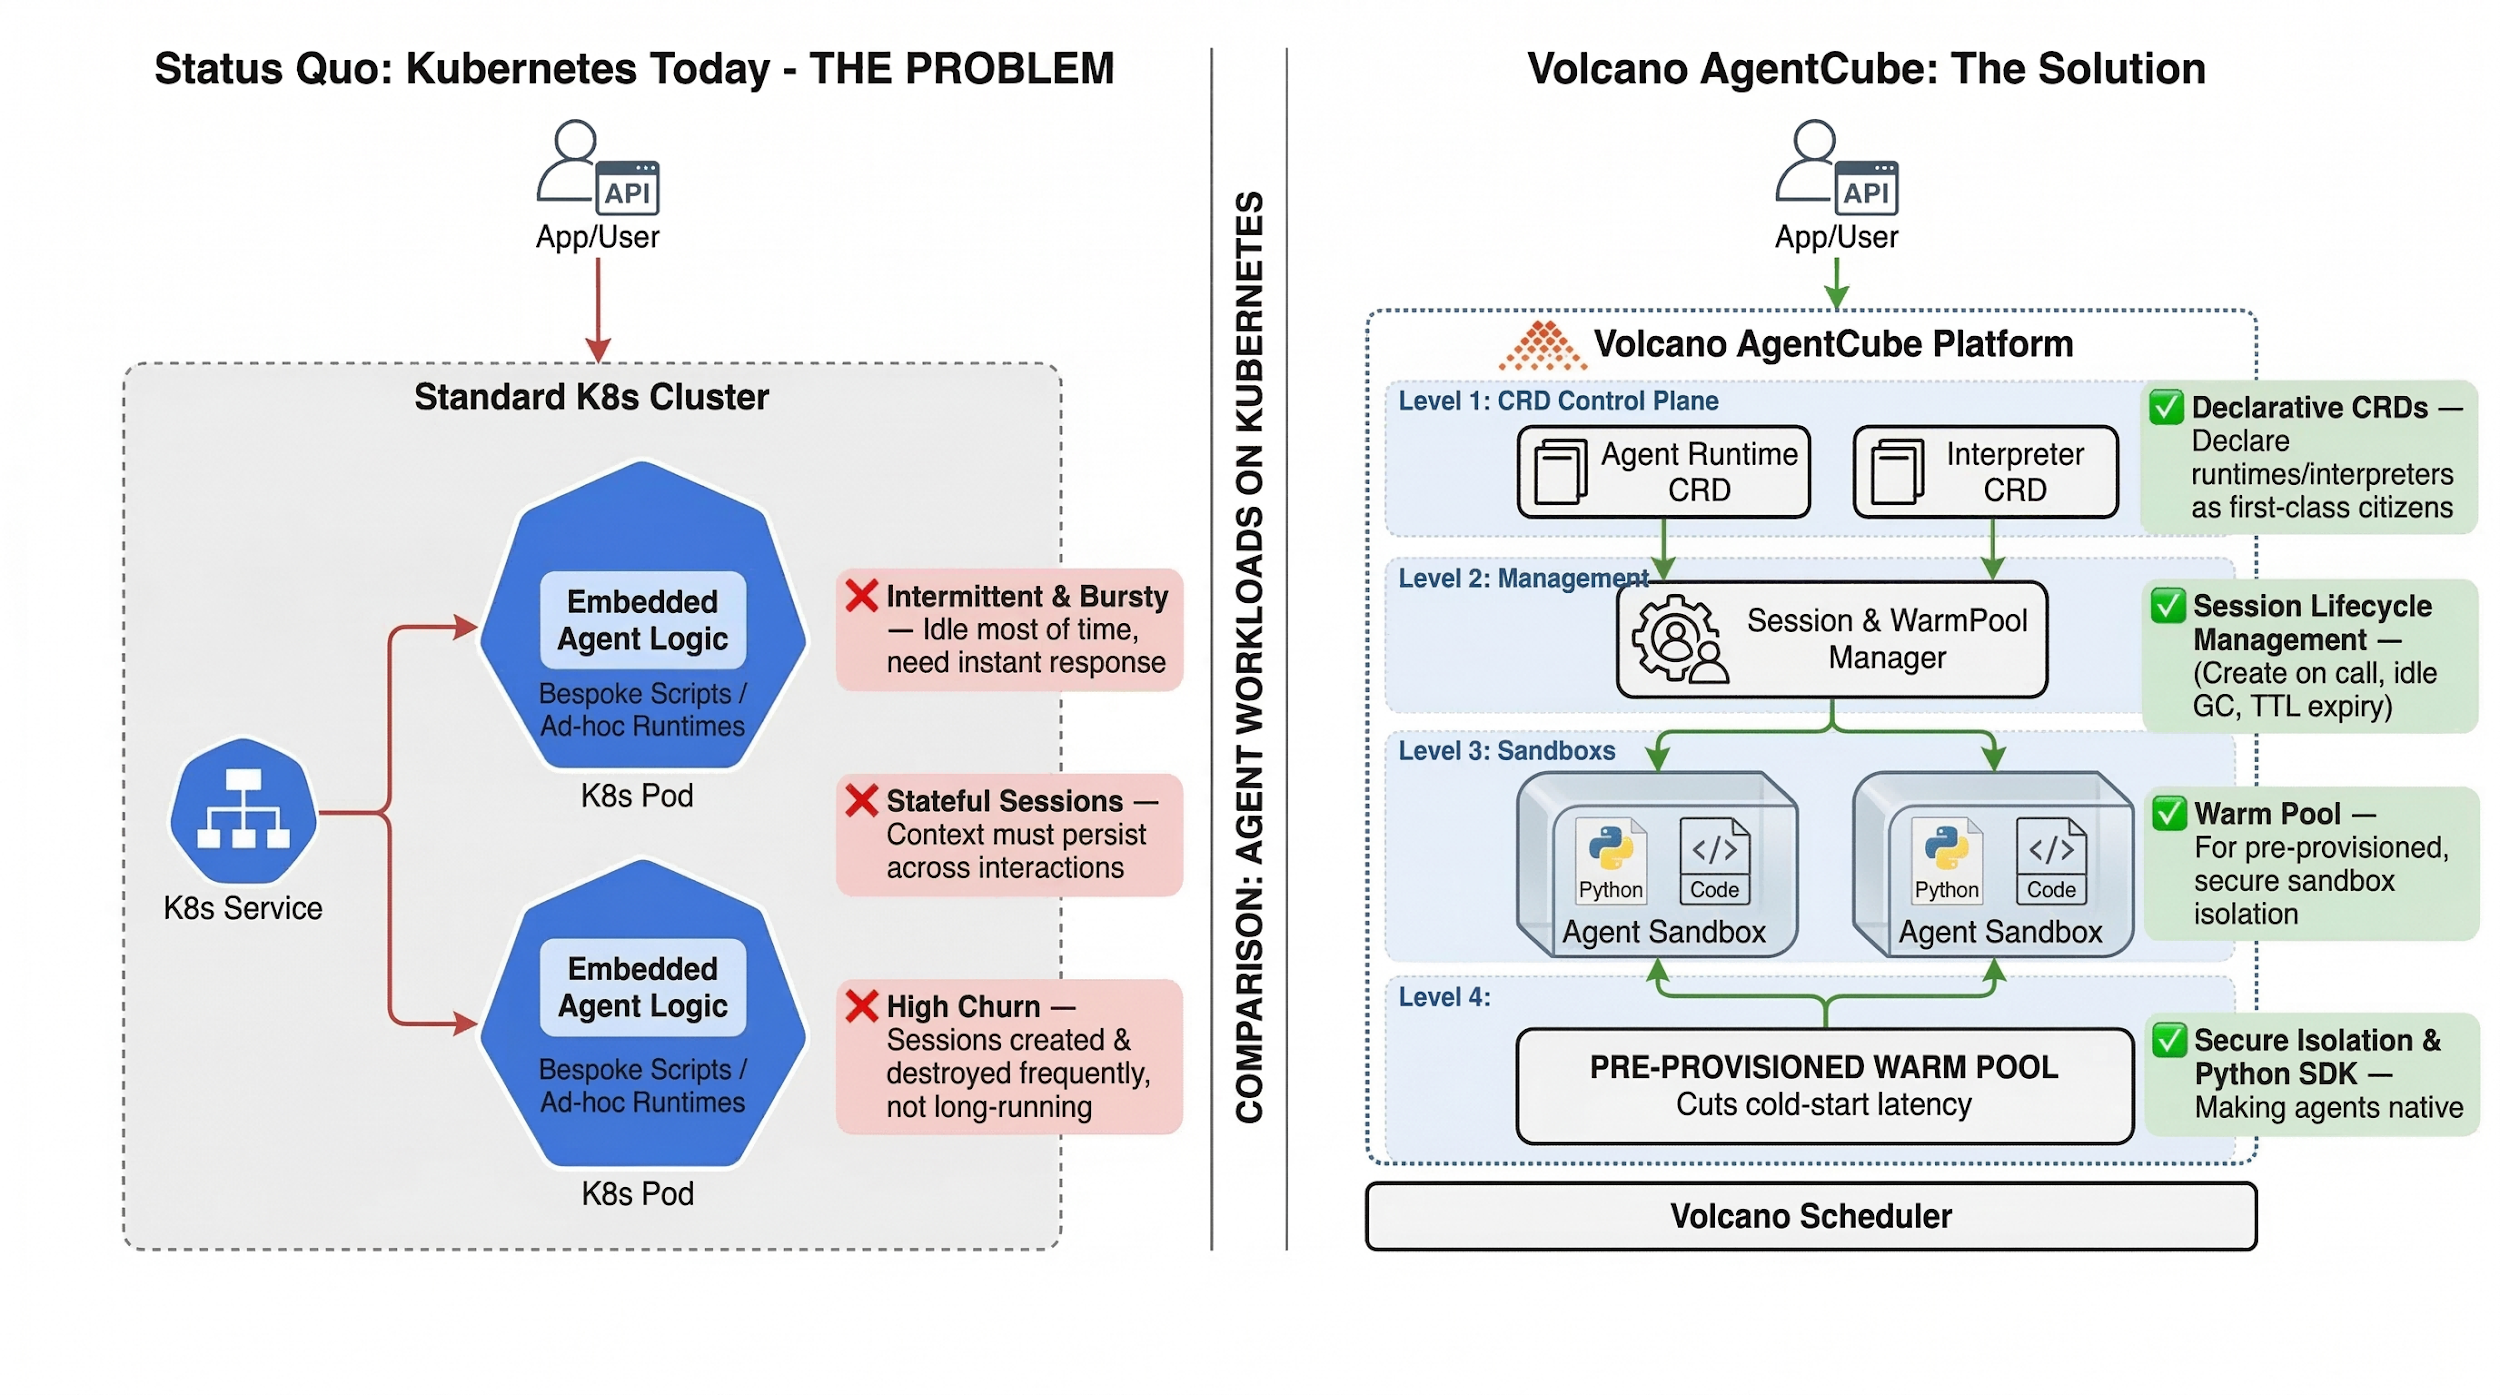 Status Quo: Kubernetes Today - THE PROBLEM
API
App/User
Standard K8s Cluster
Embedded
Agent Logic
Bespoke Scripts /
Ad-hoc Runtimes
K8s Pod
K8s Service
Embedded
Agent Logic
Bespoke Scripts /
Ad-hoc Runtimes
K8s Pod
❌ Intermittent & Bursty
— Idle most of time,
need instant response
❌ Stateful Sessions —
Context must persist
across interactions
❌ High Churn —
Sessions created &
destroyed frequently,
not long-running
COMPARISON: AGENT WORKLOADS ON KUBERNETES
Volcano AgentCube: The Solution
API
App/User
Volcano AgentCube Platform
Level 1: CRD Control Plane
Agent Runtime
CRD
Interpreter
CRD
✅ Declarative CRDs —
Declare
runtimes/interpreters
as first-class citizens
Level 2: Management
Session & WarmPool
Manager
✅ Session Lifecycle
Management —
(Create on call, idle
GC, TTL expiry)
Level 3: Sandboxs
Python
Code
Agent Sandbox
Python
Code
Agent Sandbox
✅ Warm Pool —
For pre-provisioned,
secure sandbox
isolation
Level 4:
PRE-PROVISIONED WARM POOL
Cuts cold-start latency
✅ Secure Isolation &
Python SDK —
Making agents native
Volcano Scheduler